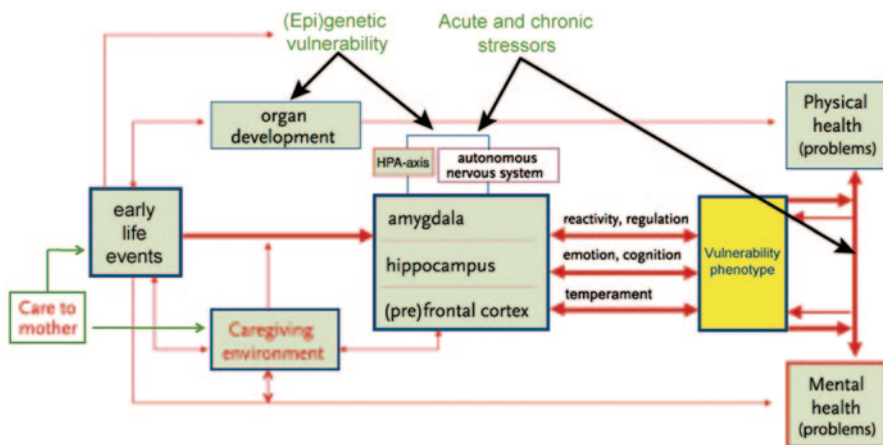 (Epi)genetic
vulnerability
Acute and chronic
stressors
organ
development
Physical
health
(problems)
HPA-axis
autonomous
nervous system
early
life
events
amygdala
hippocampus
(pre)frontal cortex
reactivity, regulation
emotion, cognition
temperament
Vulnerability
phenotype
Care to
mother
Caregiving
environment
Mental
health
(problems)